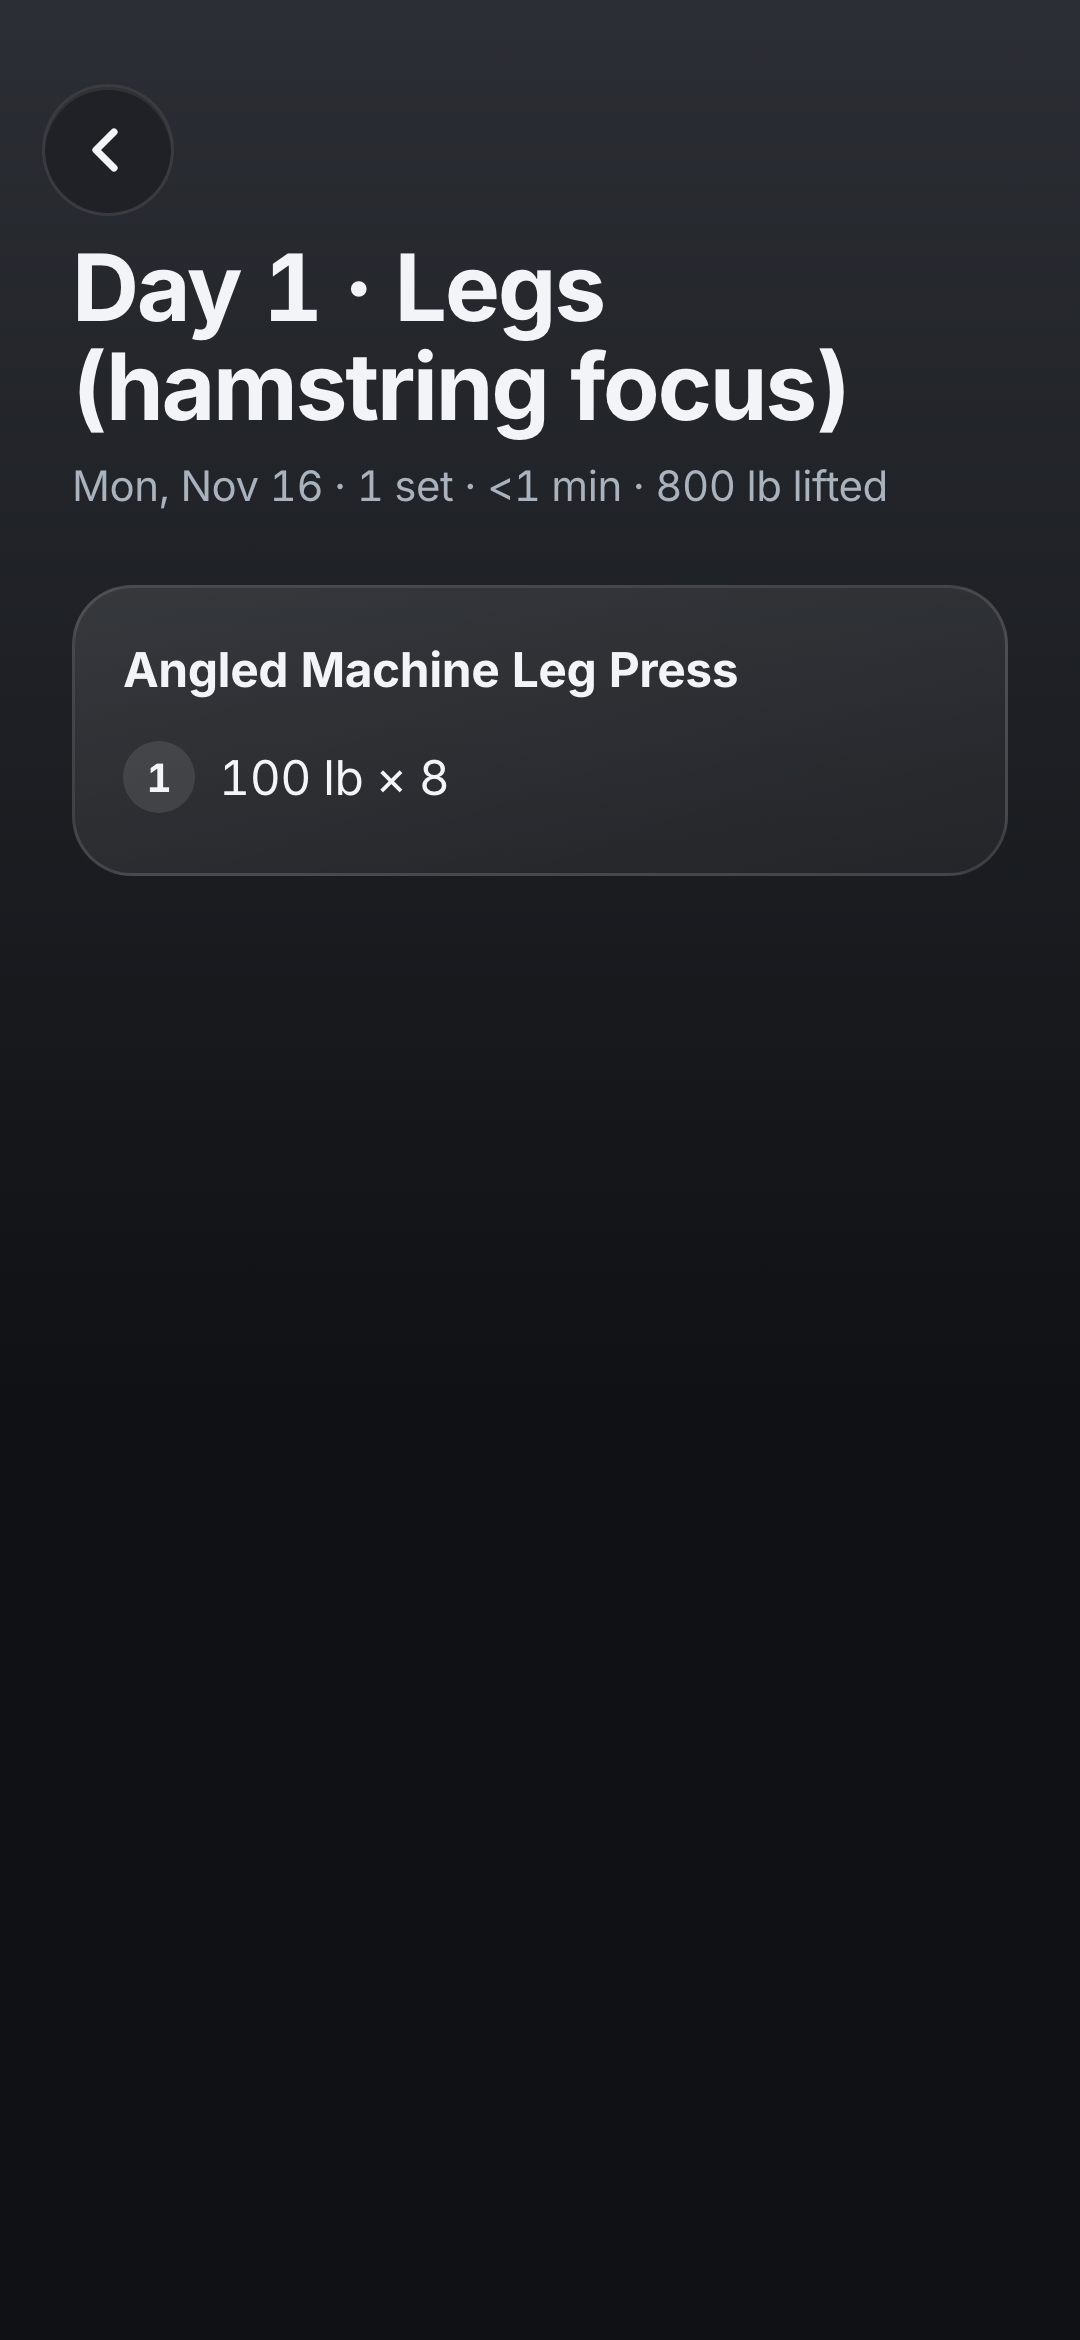 Day 1 · Legs
(hamstring focus)
Mon, Nov 16 · 1 set · <1 min · 800 lb lifted
Angled Machine Leg Press
1 100 lb × 8